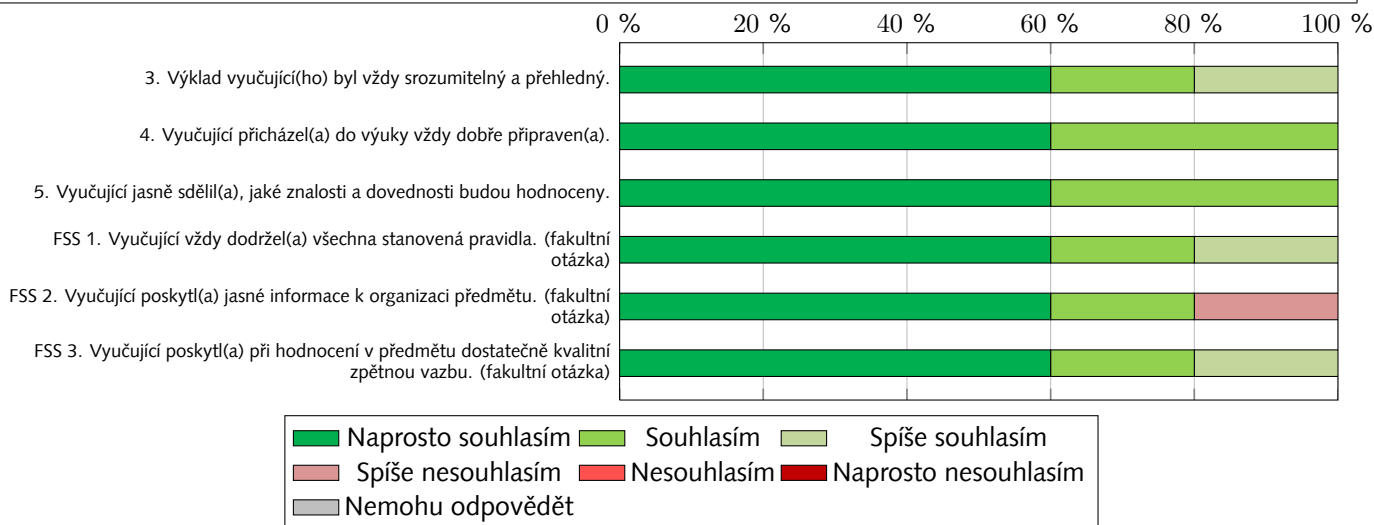 0 % 20 % 40 % 60 % 80 % 100 %
3. Výklad vyučující(ho) byl vždy srozumitelný a přehledný.
4. Vyučující přicházel(a) do výuky vždy dobře připraven(a).
5. Vyučující jasně sdělil(a), jaké znalosti a dovednosti budou hodnoceny.
FSS 1. Vyučující vždy dodržel(a) všechna stanovená pravidla. (fakultní
otázka)
FSS 2. Vyučující poskytl(a) jasné informace k organizaci předmětu. (fakultní
otázka)
FSS 3. Vyučující poskytl(a) při hodnocení v předmětu dostatečně kvalitní
zpětnou vazbu. (fakultní otázka)
Naprosto souhlasím Souhlasím Spíše souhlasím
Spíše nesouhlasím Nesouhlasím Naprosto nesouhlasím
Nemohu odpovědět